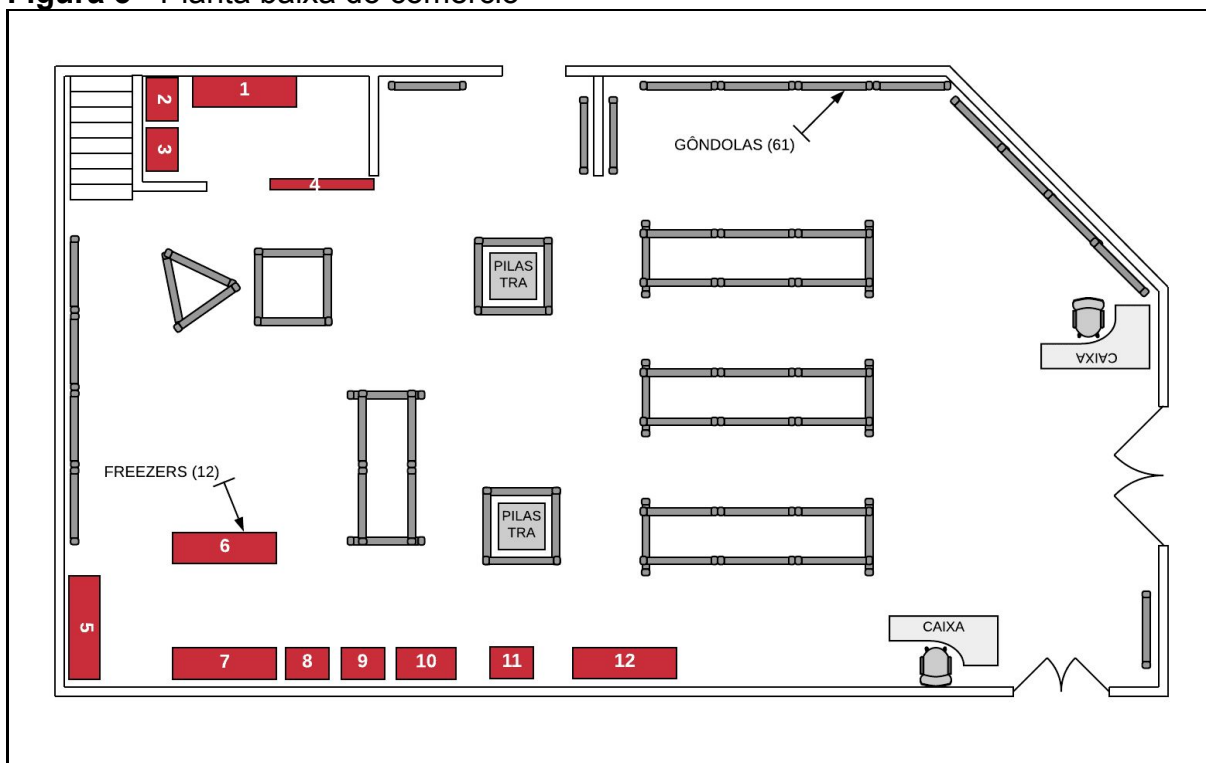 Figura - Planta baixa do comércio
1
2
3
4
GÔNDOLAS (61)
PILAS
TRA
CAIXA
FREEZERS (12)
6
PILAS
TRA
5
CAIXA
7
8
9
10
11
12